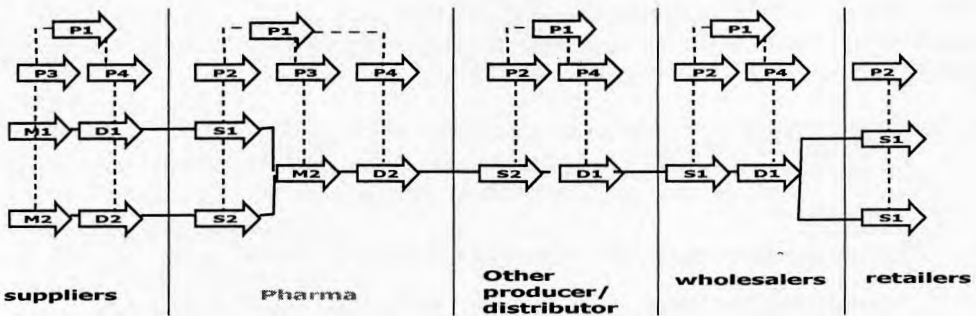 P1 P1 P1 P1
P3 P4 P2 P3 P4 P2 P4 P2 P4 P2
M1 D1 S1 S1
M2 D2 S2 D1 S1 D1
M2 D2 S2 S1
suppliers Pharma Other producer/ distributor wholesalers retailers